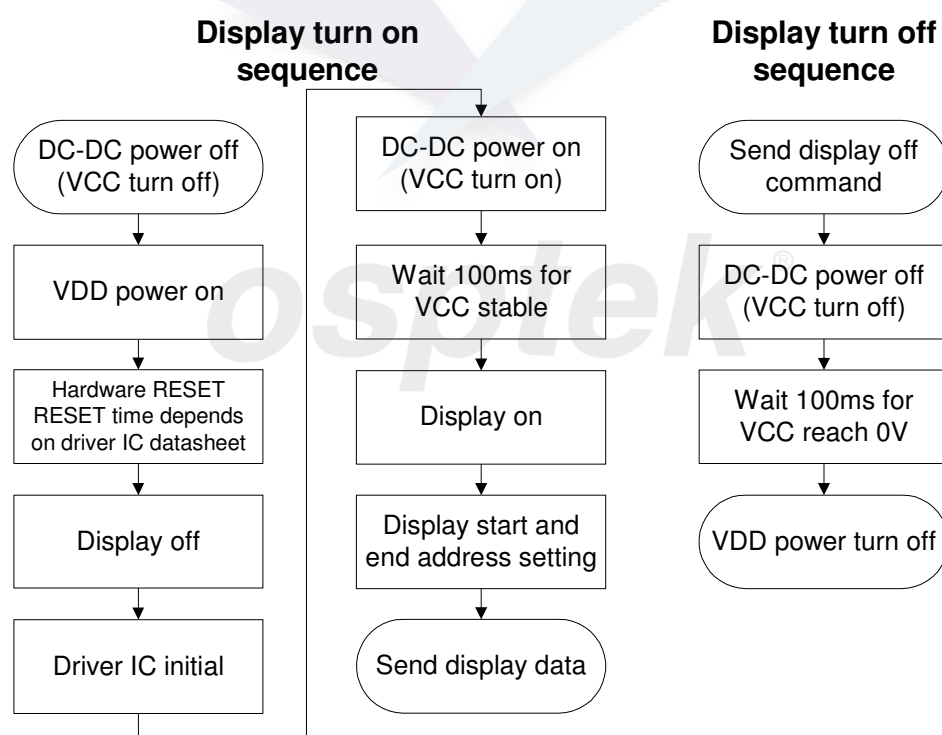 Display turn on
sequence
DC-DC power off
(VCC turn off)
VDD power on
Hardware RESET
RESET time depends
on driver IC datasheet
Display off
Driver IC initial
DC-DC power on
(VCC turn on)
Wait 100ms for
VCC stable
Display on
Display start and
end address setting
Send display data
Display turn off
sequence
Send display off
command
DC-DC power off
(VCC turn off)
Wait 100ms for
VCC reach 0V
VDD power turn off
osptek®